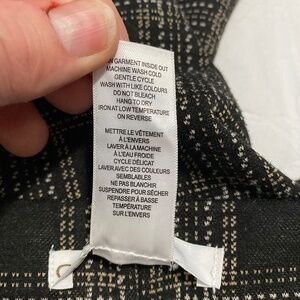 GARMENT INSIDE OUT
MACHINE WASH COLD
GENTLE CYCLE
WASH WITH LIKE COLOURS
DO NOT BLEACH
HANG TO DRY
IRON AT LOW TEMPERATURE
ON REVERSE
METTRE LE VÊTEMENT
À L'ENVERS
LAVER À LA MACHINE
À L'EAU FROIDE
CYCLE DÉLICAT
LAVER AVEC DES COULEURS
SEMBLABLES
NE PAS BLANCHIR
SUSPENDRE POUR SÉCHER
REPASSER À BASSE
TEMPÉRATURE
SUR L'ENVERS